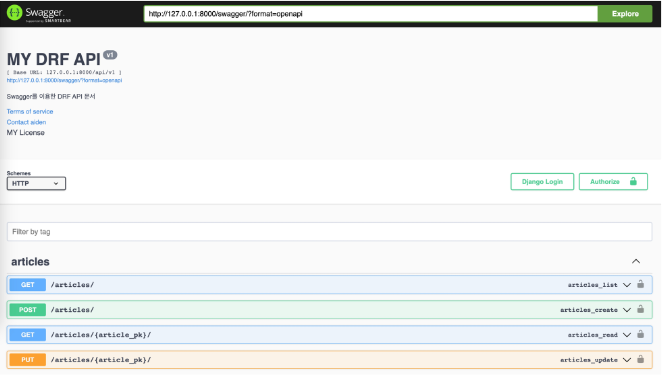 Swagger.
Supported by SMARTBEAR
http://127.0.0.1:8000/swagger/?format=openapi
Explore
MY DRF API v1
[ Base URL: 127.0.0.1:8000/api/v1 ]
http://127.0.0.1:8000/swagger/?format=openapi
Swagger를 이용한 DRF API 문서
Terms of service
Contact aiden
MY License
Schemes
HTTP
Django Login
Authorize
Filter by tag
articles
GET /articles/ articles_list
POST /articles/ articles_create
GET /articles/{article_pk}/ articles_read
PUT /articles/{article_pk}/ articles_update